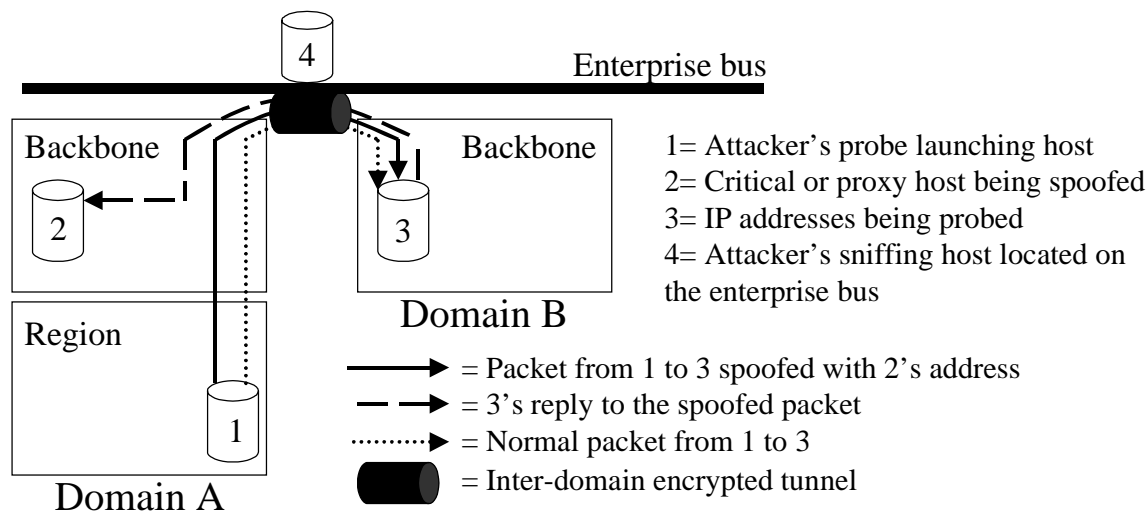 4
Enterprise bus
Backbone
2
Backbone
3
1= Attacker's probe launching host
2= Critical or proxy host being spoofed
3= IP addresses being probed
4= Attacker's sniffing host located on
the enterprise bus
Region
1
Domain A
Domain B
= Packet from 1 to 3 spoofed with 2's address
= 3's reply to the spoofed packet
= Normal packet from 1 to 3
= Inter-domain encrypted tunnel